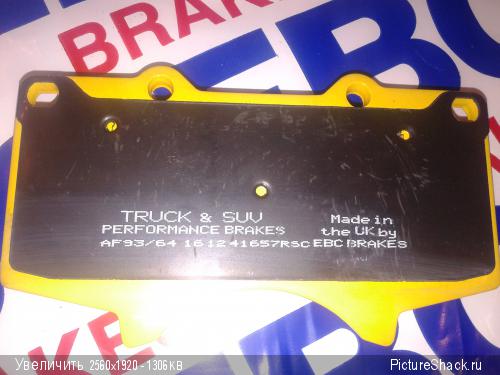 BRAKE
TRUCK & SUV
PERFORMANCE BRAKES
AF93/64 161241657RSC
Made in
the UK by
EBC BRAKES
Увеличить 2560x1920 - 1306кв
PictureShack.ru